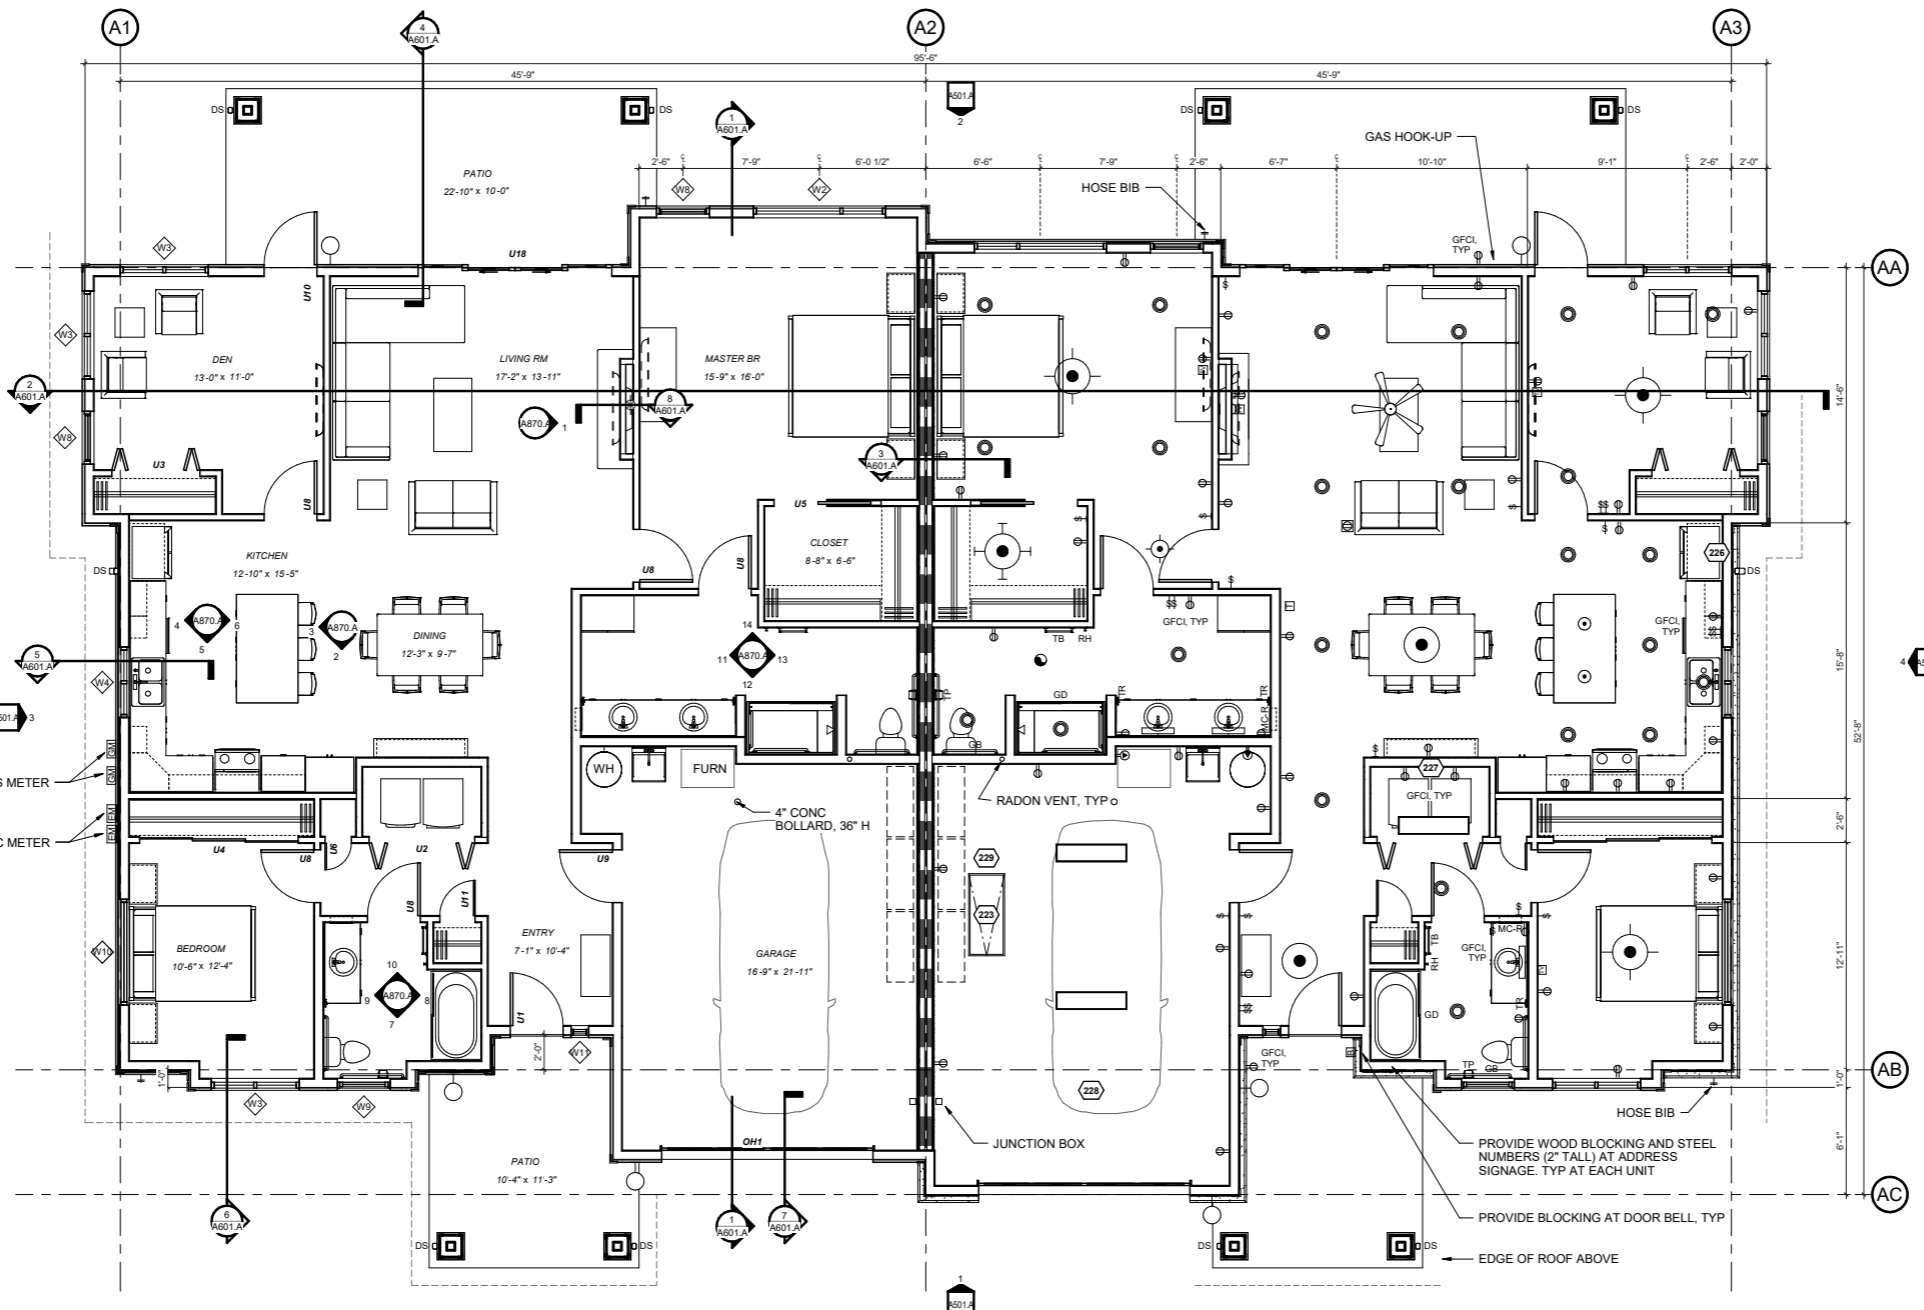 A1
A2
A3
4
A601.A
95'-6"
45'-9"
45'-9"
A501.A
2
DS
DS
DS
DS
1
A601.A
GAS HOOK-UP
2'-6"
7'-9"
6'-0 1/2"
6'-6"
7'-9"
2'-6"
6'-7"
10'-10"
9'-1"
2'-6"
2'-0"
PATIO
22'-10" x 10'-0"
W8
W2
HOSE BIB
W3
U18
GFCI,
TYP
AA
U10
W3
DEN
13'-0" x 11'-0"
LIVING RM
17'-2" x 13'-11"
MASTER BR
15'-9" x 16'-0"
2
A601.A
8
A601.A
14'-6"
A870.A
1
W8
3
A601.A
U3
U8
U5
KITCHEN
12'-10" x 15'-5"
CLOSET
8'-8" x 6'-6"
226
DS
DS
U8
U8
4
A870.A
6
5
3
A870.A
2
DINING
12'-3" x 9'-7"
14
11
A870.A
13
12
TB
RH
GFCI, TYP
GFCI,
TYP
5
A601.A
15'-8"
4
W4
TP
GD
TR
TR
MC-R
3
52'-8"
GM
GM
WH
FURN
GB
227
GFCI, TYP
METER
RADON VENT, TYP
4" CONC
BOLLARD, 36" H
EM
EM
METER
2'-6"
U4
U8
U6
U2
U9
229
U8
U11
223
W10
BEDROOM
10'-6" x 12'-4"
ENTRY
7'-1" x 10'-4"
GARAGE
16'-9" x 21'-11"
MC-R
TB
RH
GFCI,
TYP
12'-11"
10
9
A870.A
8
7
U1
GD
TR
2'-0"
W11
GFCI,
TYP
TP
GB
AB
1'-0"
1'-0"
W3
W9
228
HOSE BIB
JUNCTION BOX
OH1
PROVIDE WOOD BLOCKING AND STEEL
NUMBERS (2" TALL) AT ADDRESS
SIGNAGE. TYP AT EACH UNIT
6'-1"
PATIO
10'-4" x 11'-3"
AC
6
A601.A
1
A601.A
7
A601.A
PROVIDE BLOCKING AT DOOR BELL, TYP
DS
DS
DS
DS
EDGE OF ROOF ABOVE
1
A501.A